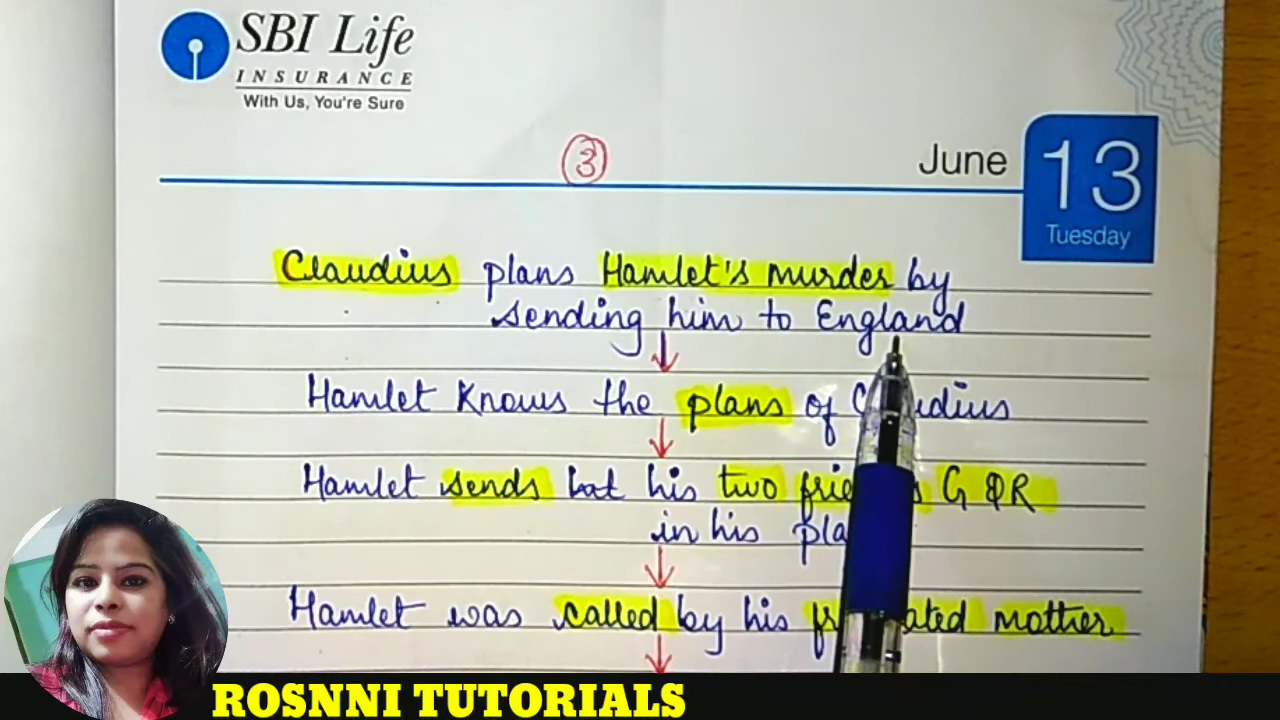 SBI Life
INSURANCE
With Us, You're Sure
3
June 13
Tuesday
Claudius plans Hamlet's murder by
sending him to England
Hamlet Knows the plans of
Hamlet sends his two G &R
in his
Hamlet was called by his mother
ROSNNI TUTORIALS